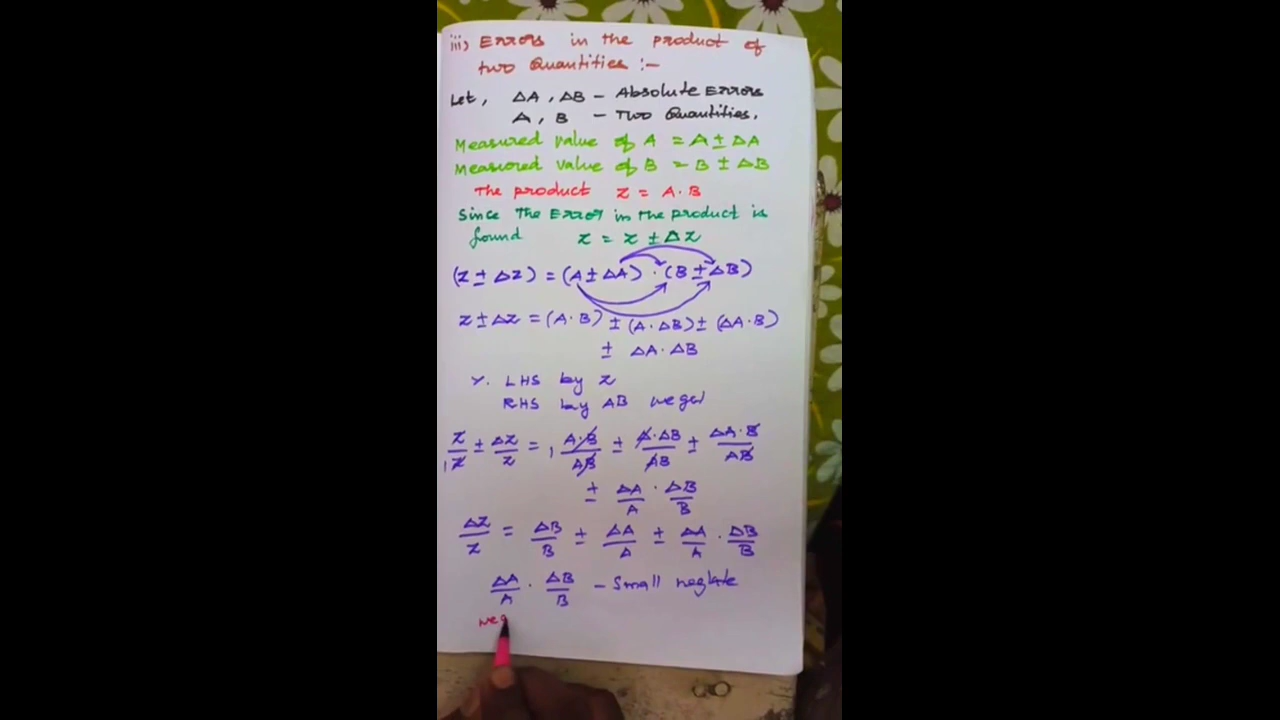 iii) Errors in the product of
two Quantities :-
Let, ΔA, ΔB - Absolute Errors
A, B - Two Quantities.
Measured value of A = A ± ΔA
Measured value of B = B ± ΔB
The product Z = A·B
Since The Error in the product is
found Z = Z ± ΔZ
(Z ± ΔZ) = (A ± ΔA) · (B ± ΔB)
Z ± ΔZ = (A·B) ± (A·ΔB) ± (ΔA·B)
± ΔA·ΔB
÷. LHS by Z
RHS by AB we get
Z/Z ± ΔZ/Z = A·B/AB ± A·ΔB/AB ± ΔA·B/AB
± ΔA/A · ΔB/B
ΔZ/Z = ΔB/B ± ΔA/A ± ΔA/A · ΔB/B
ΔA/A · ΔB/B - Small neglate
we